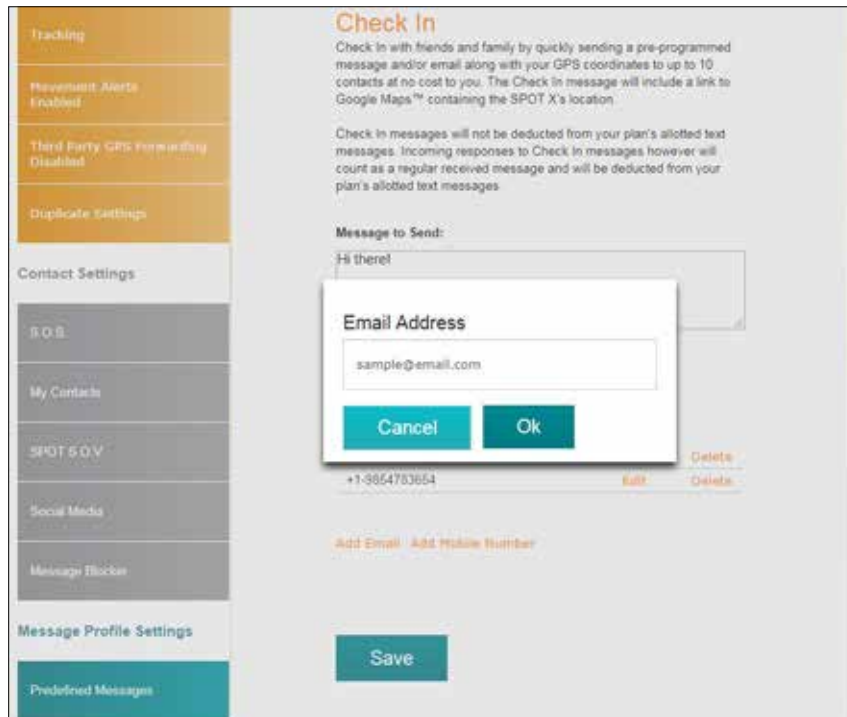 Tracking
Movement Alerts
Enabled
Third Party GPS Forwarding
Disabled
Duplicate Settings
Contact Settings
S.O.S.
My Contacts
SPOT S.O.V
Social Media
Message Blocker
Message Profile Settings
Predefined Messages
Check In
Check In with friends and family by quickly sending a pre-programmed
message and/or email along with your GPS coordinates to up to 10
contacts at no cost to you. The Check In message will include a link to
Google Maps™ containing the SPOT X's location
Check In messages will not be deducted from your plan's allotted text
messages. Incoming responses to Check In messages however will
count as a regular received message and will be deducted from your
plan's allotted text messages
Message to Send:
Hi there!
Email Address
sample@email.com
Cancel Ok
Delete
+1-9854783654 Edit Delete
Add Email Add Mobile Number
Save